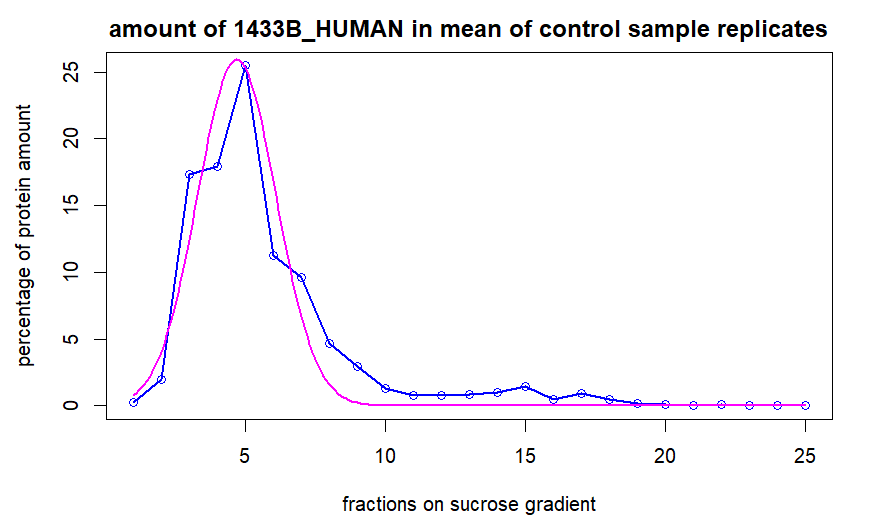 amount of 1433B_HUMAN in mean of control sample replicates
percentage of protein amount
25
20
15
10
5
0
5 10 15 20 25
fractions on sucrose gradient